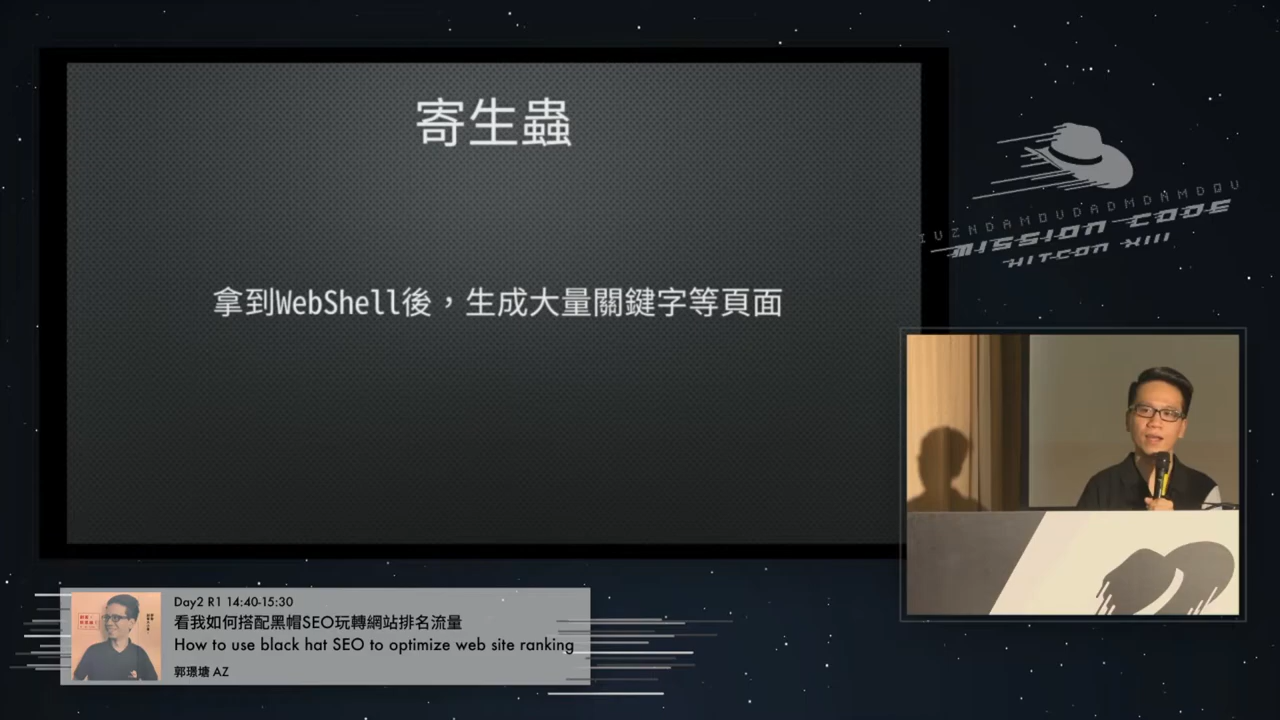 寄生蟲
拿到WebShell後，生成大量關鍵字等頁面
IVZNDAMOVDADMDNMDQV
MISSION CODE
HITCON XIII
Day2 R1 14:40-15:30
看我如何搭配黑帽SEO玩轉網站排名流量
How to use black hat SEO to optimize web site ranking
郭璟塘 AZ